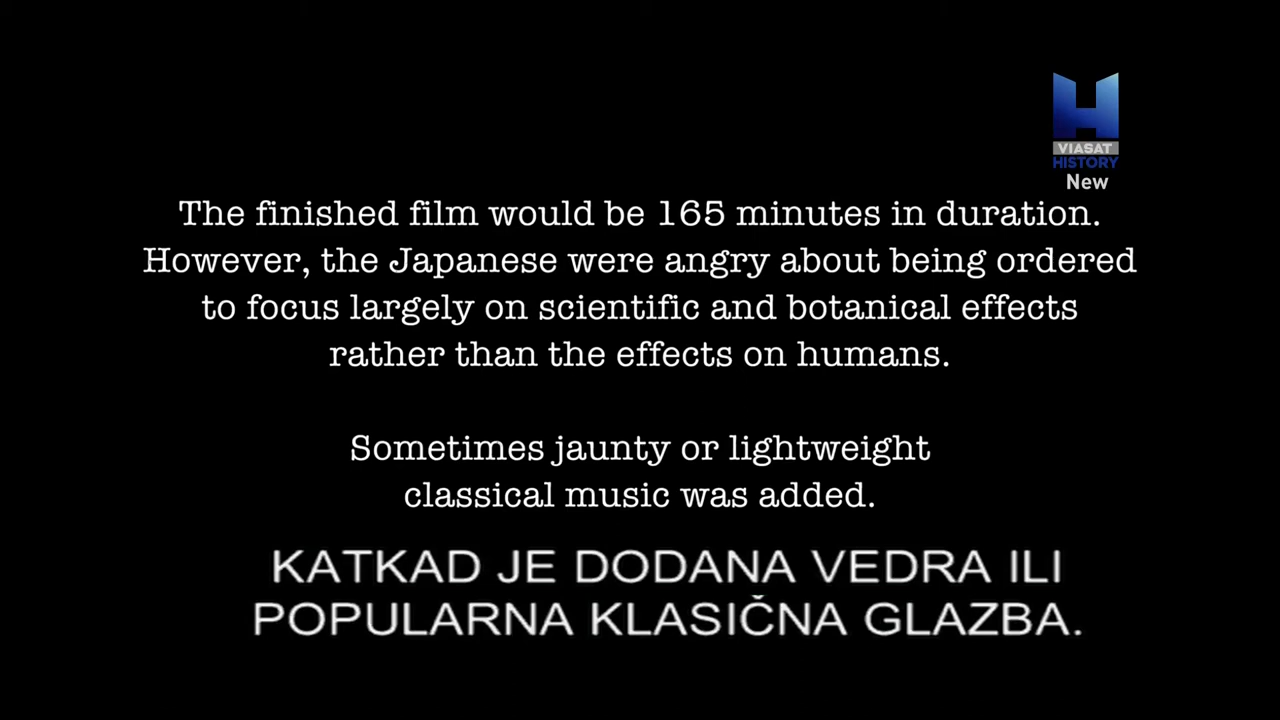 VIASAT
HISTORY
New
The finished film would be 165 minutes in duration.
However, the Japanese were angry about being ordered
to focus largely on scientific and botanical effects
rather than the effects on humans.
Sometimes jaunty or lightweight
classical music was added.
KATKAD JE DODANA VEDRA ILI
POPULARNA KLASIČNA GLAZBA.